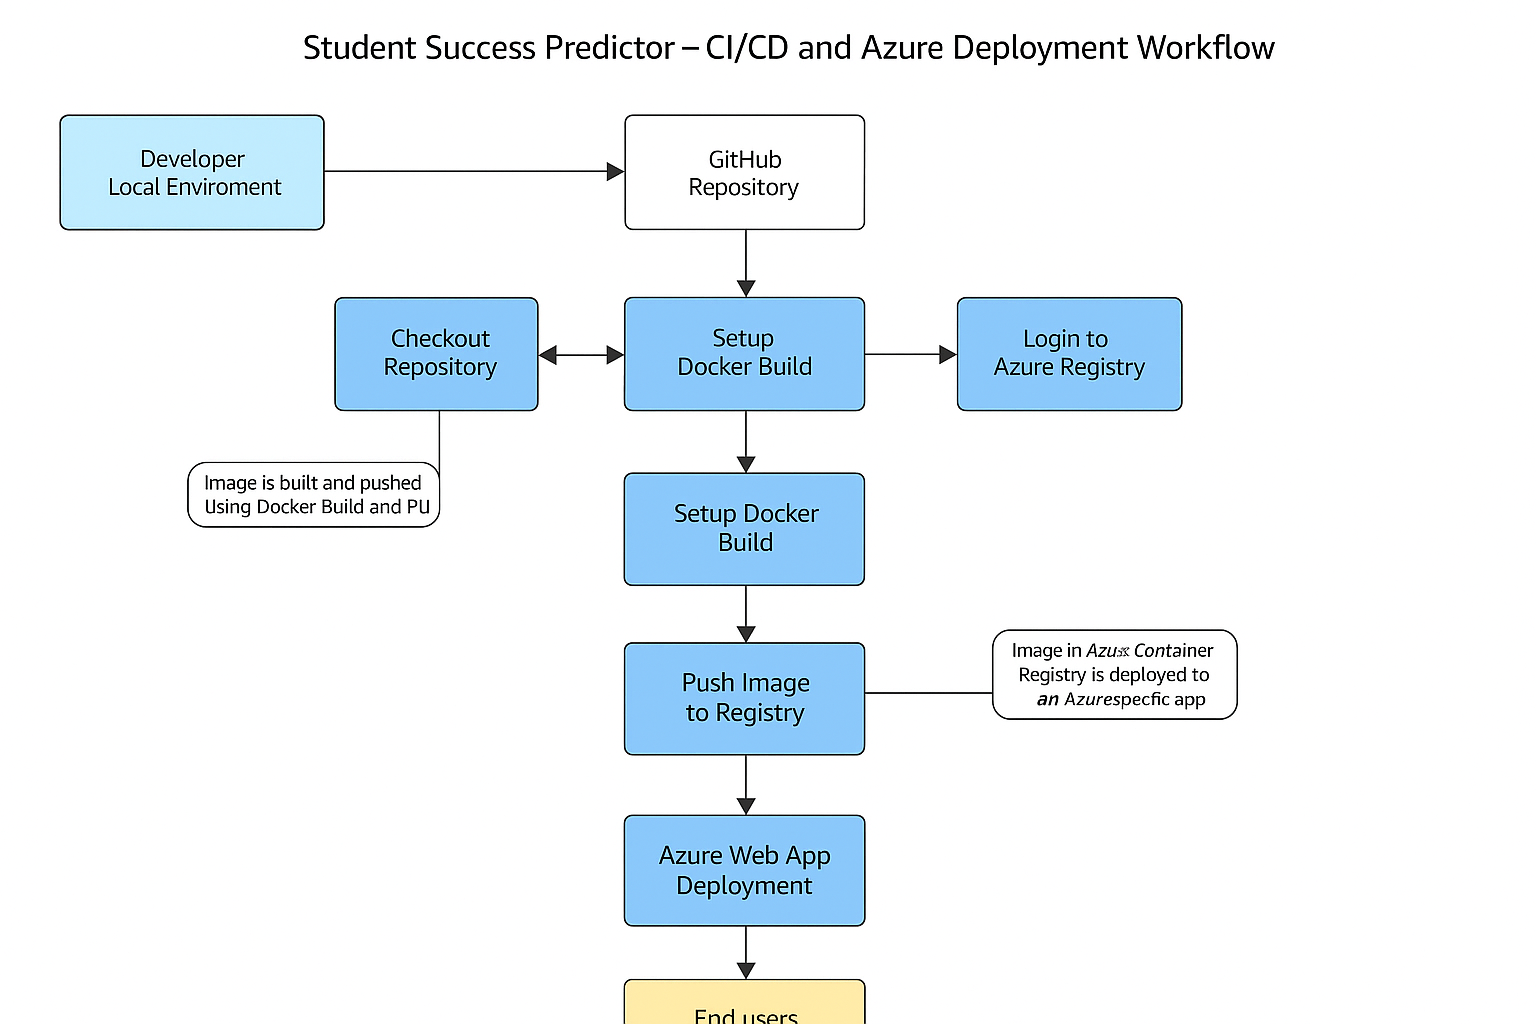 Student Success Predictor – CI/CD and Azure Deployment Workflow
Developer
Local Enviroment
GitHub
Repository
Checkout
Repository
Setup
Docker Build
Login to
Azure Registry
Image is built and pushed
Using Docker Build and PU
Setup Docker
Build
Push Image
to Registry
Image in Container
Registry is deployed to
an Azurespecfic app
Azure Web App
Deployment
End users